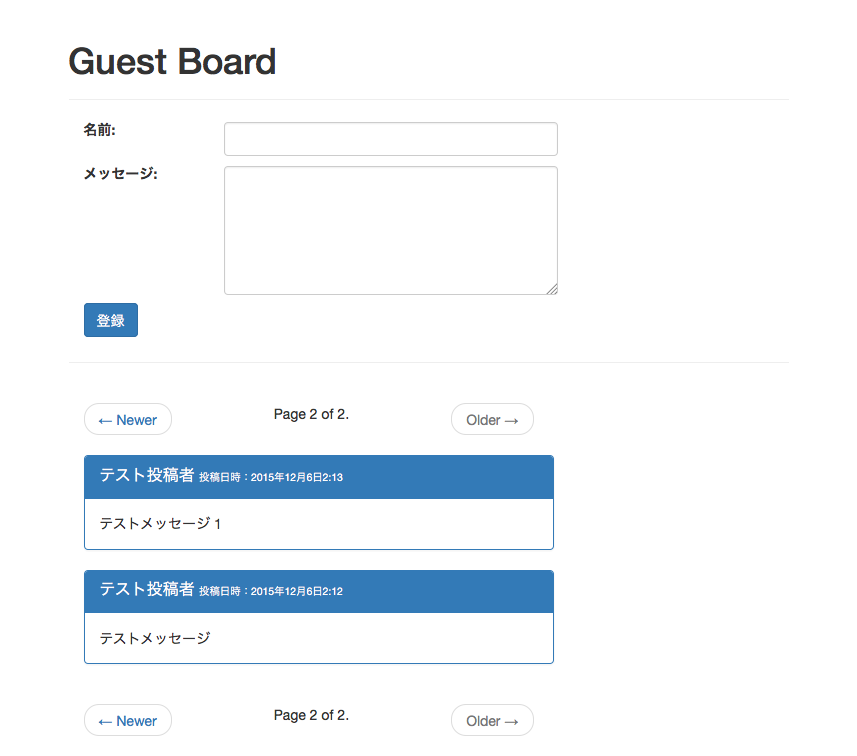 Guest Board
名前:
メッセージ:
登録
← Newer Page 2 of 2. Older →
テスト投稿者 投稿日時：2015年12月6日2:13
テストメッセージ 1
テスト投稿者 投稿日時：2015年12月6日2:12
テストメッセージ
← Newer Page 2 of 2. Older →